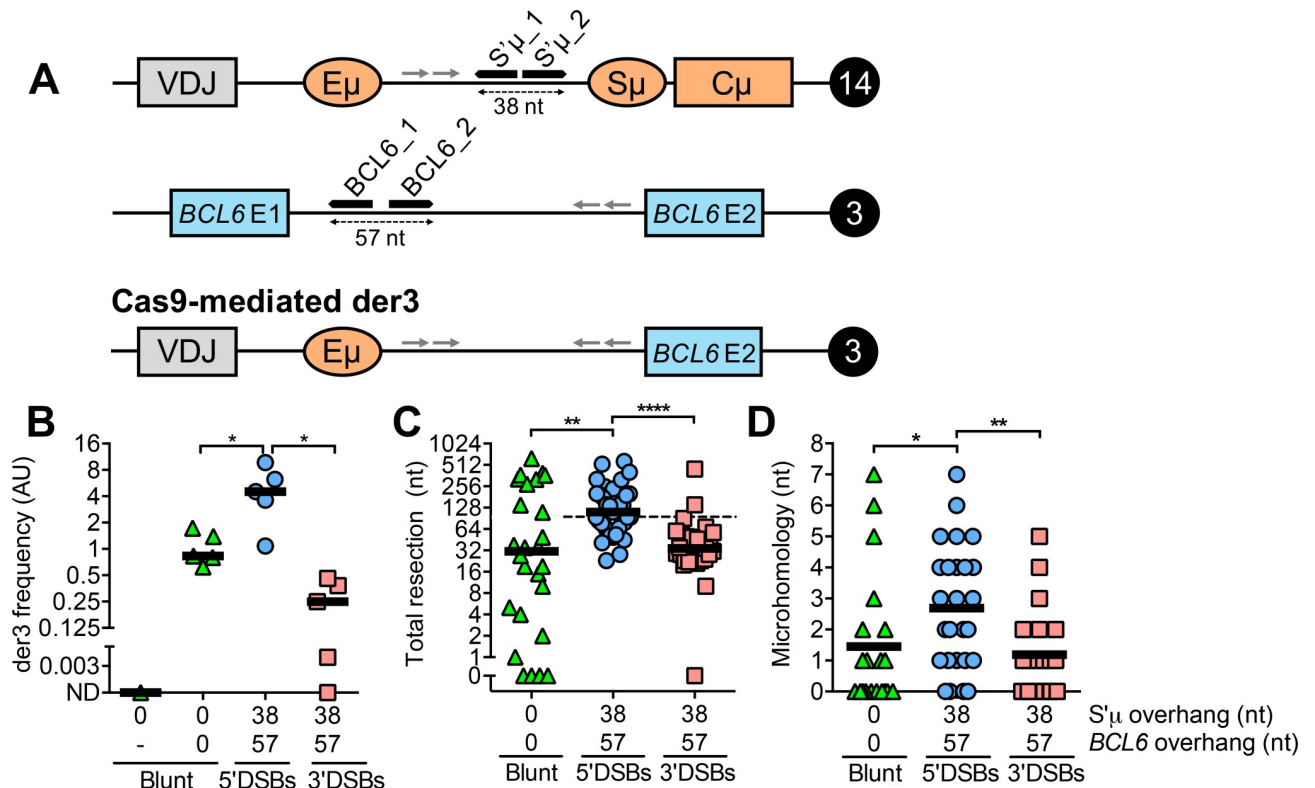 A
VDJ
Eμ
S'μ_1
S'μ_2
38 nt
Sμ
Cμ
14
BCL6_1
BCL6_2
BCL6 E1
57 nt
BCL6 E2
3
Cas9-mediated der3
VDJ
Eμ
BCL6 E2
3
B
der3 frequency (AU)
16
8
4
2
1
0.5
0.25
0.125
0.003
ND
* *
0 0 38 38
- 0 57 57
Blunt 5'DSBs 3'DSBs
C
Total resection (nt)
1024
512
256
128
64
32
16
8
4
2
1
0
** ****
0 38 38
0 57 57
Blunt 5'DSBs 3'DSBs
D
Microhomology (nt)
8
7
6
5
4
3
2
1
0
* **
0 38 38 S'μ overhang (nt)
0 57 57 BCL6 overhang (nt)
Blunt 5'DSBs 3'DSBs